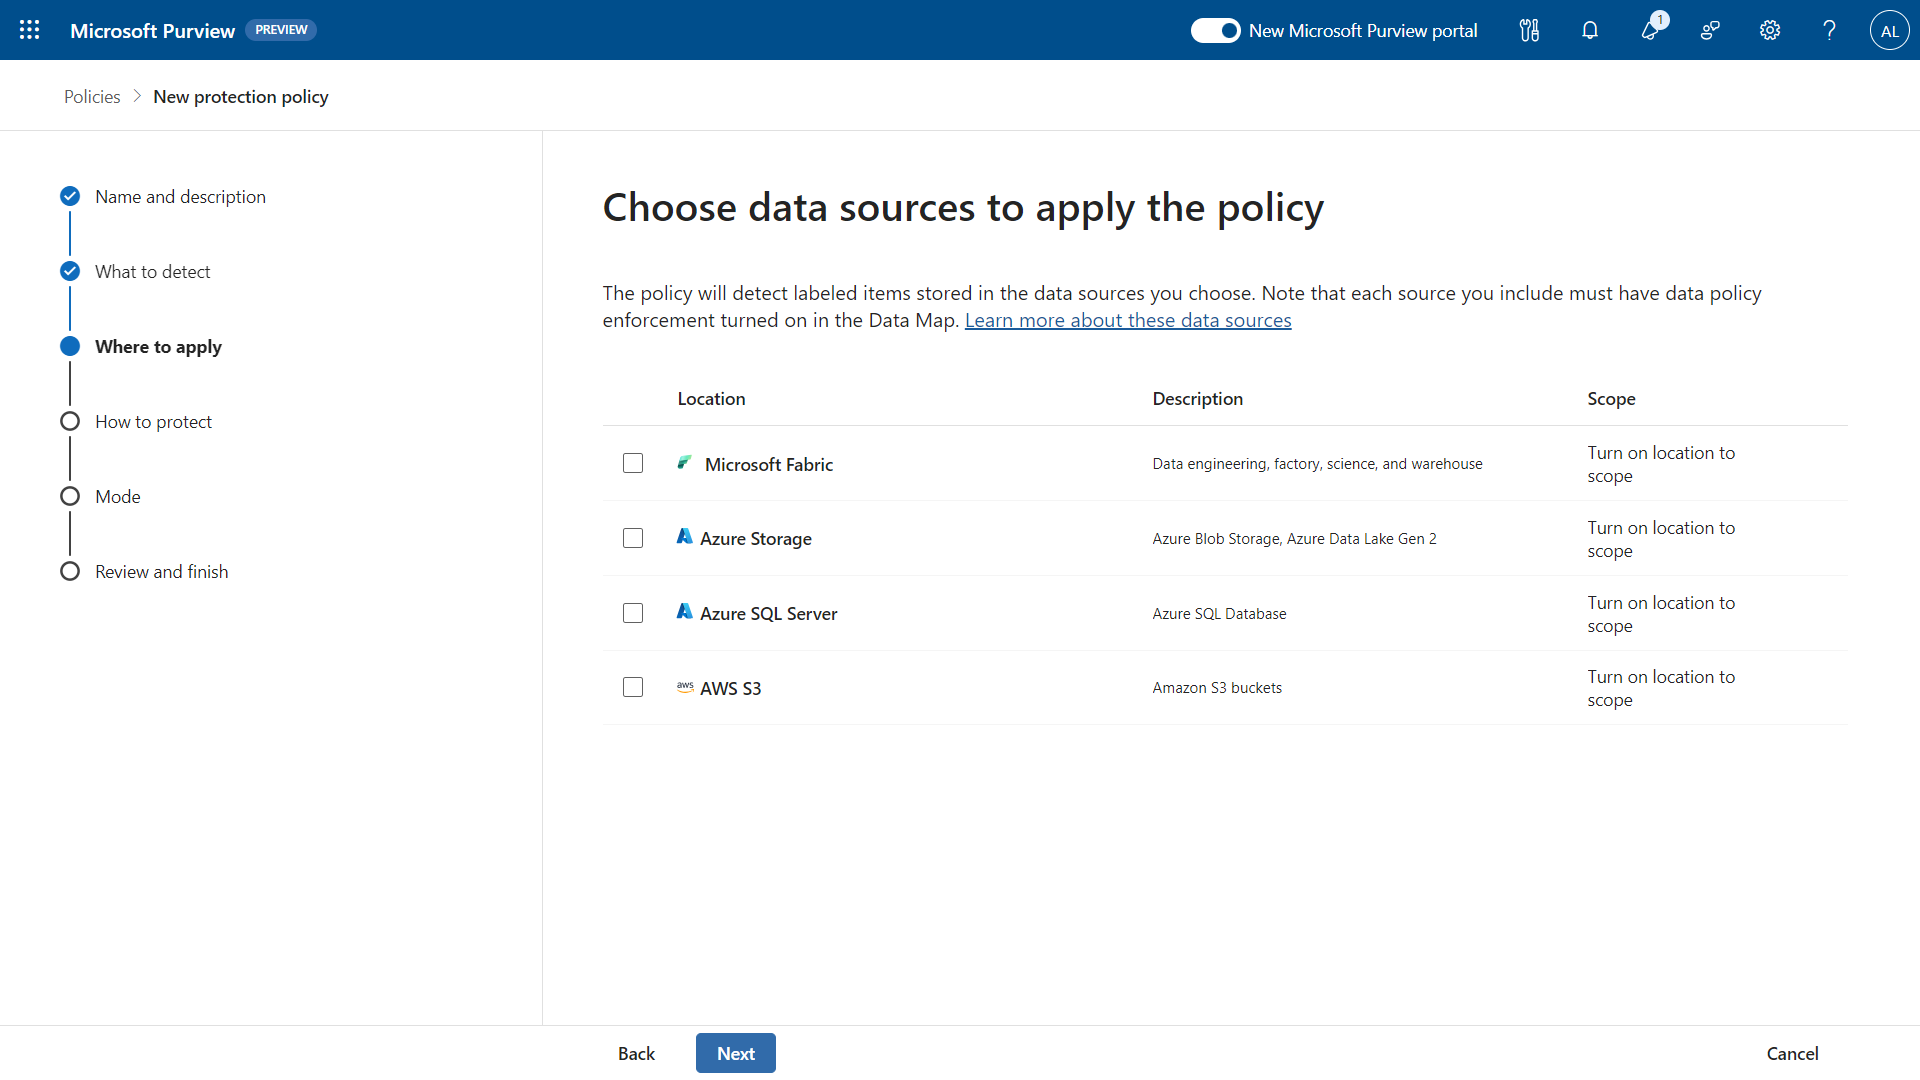 Microsoft Purview PREVIEW
New Microsoft Purview portal
1
AL
Policies > New protection policy
Name and description
What to detect
Where to apply
How to protect
Mode
Review and finish
Choose data sources to apply the policy
The policy will detect labeled items stored in the data sources you choose. Note that each source you include must have data policy
enforcement turned on in the Data Map. Learn more about these data sources
Location Description Scope
Microsoft Fabric Data engineering, factory, science, and warehouse Turn on location to
scope
Azure Storage Azure Blob Storage, Azure Data Lake Gen 2 Turn on location to
scope
Azure SQL Server Azure SQL Database Turn on location to
scope
aws AWS S3 Amazon S3 buckets Turn on location to
scope
Back Next Cancel